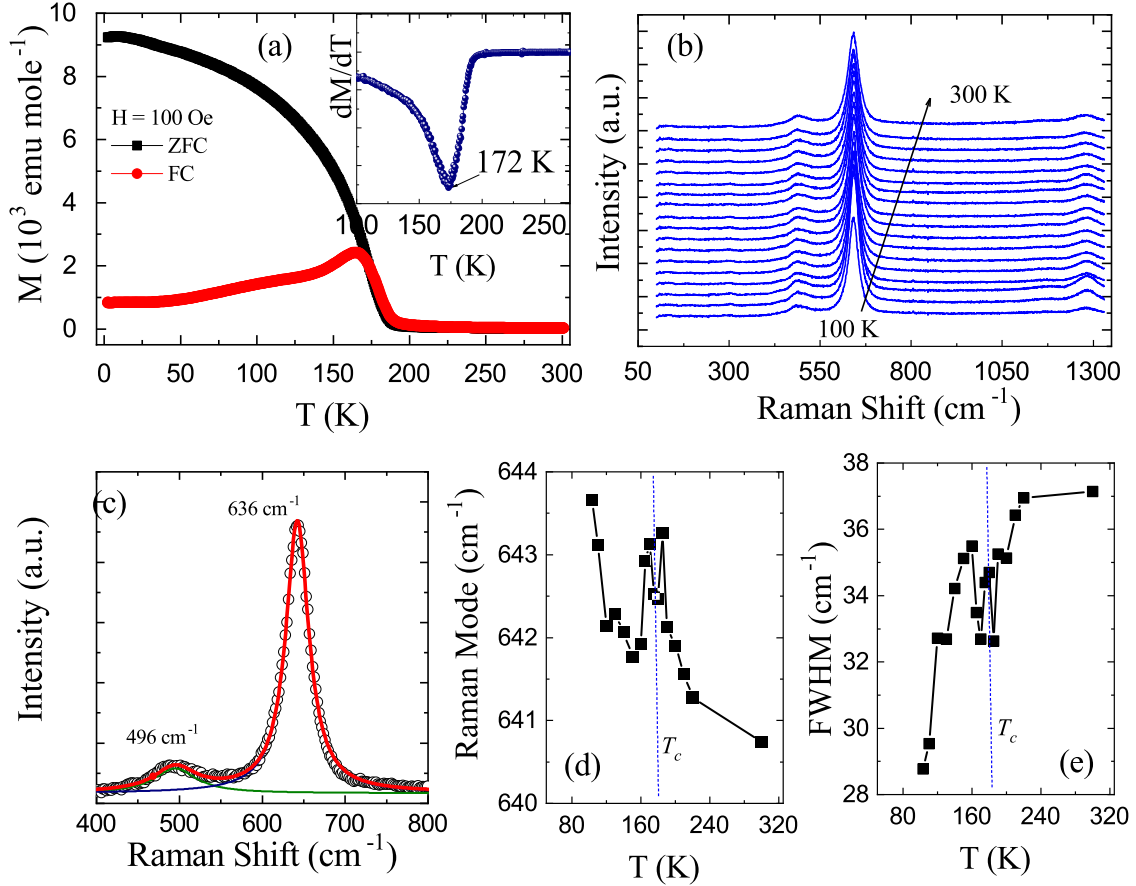 (a)
M (10³ emu mole⁻¹)
10
8
6
4
2
0
H = 100 Oe
ZFC
FC
0 50 100 150 200 250 300
T (K)
dM/dT
172 K
100 150 200 250
T (K)
(b)
Intensity (a.u.)
300 K
100 K
50 300 550 800 1050 1300
Raman Shift (cm⁻¹)
(c)
Intensity (a.u.)
636 cm⁻¹
496 cm⁻¹
400 500 600 700 800
Raman Shift (cm⁻¹)
Raman Mode (cm⁻¹)
644
643
642
641
640
(d)
T_c
80 160 240 320
T (K)
FWHM (cm⁻¹)
38
37
36
34
32
30
28
(e)
T_c
80 160 240 320
T (K)